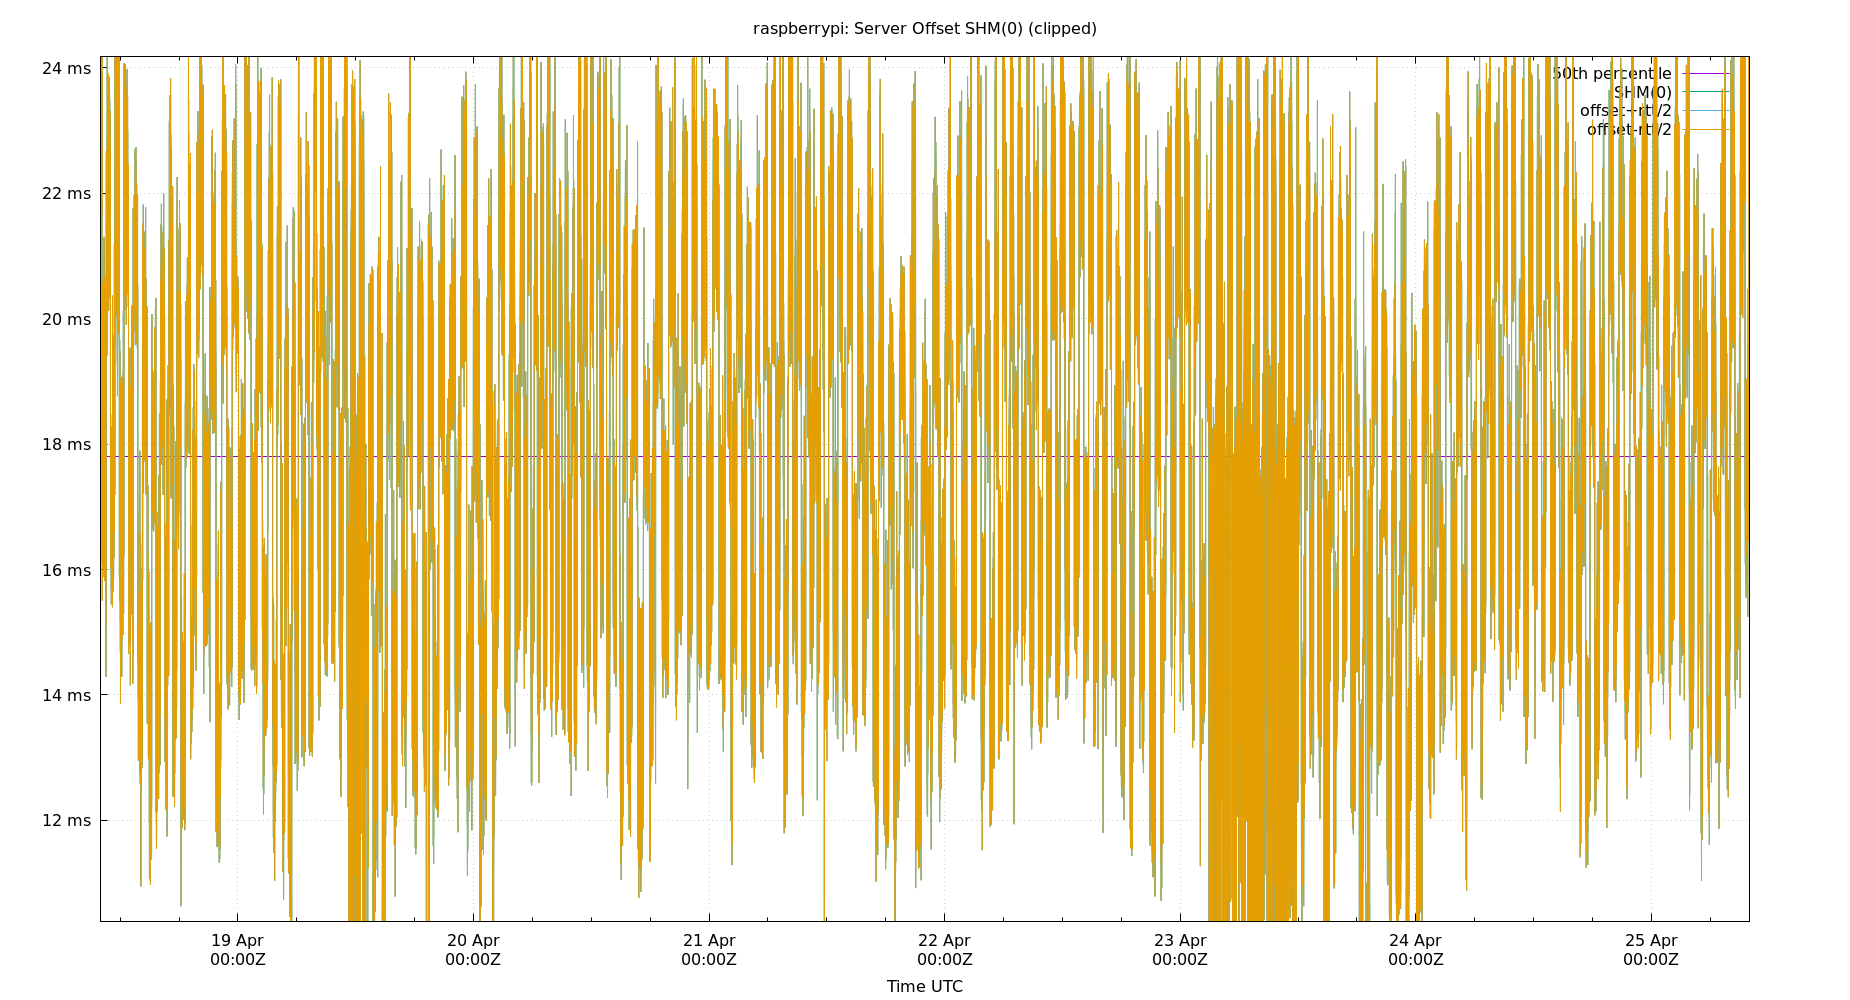 raspberrypi: Server Offset SHM(0) (clipped)
24 ms
22 ms
20 ms
18 ms
16 ms
14 ms
12 ms
50th percentile
SHM(0)
offset+rtt/2
offset-rtt/2
19 Apr
00:00Z
20 Apr
00:00Z
21 Apr
00:00Z
22 Apr
00:00Z
23 Apr
00:00Z
24 Apr
00:00Z
25 Apr
00:00Z
Time UTC